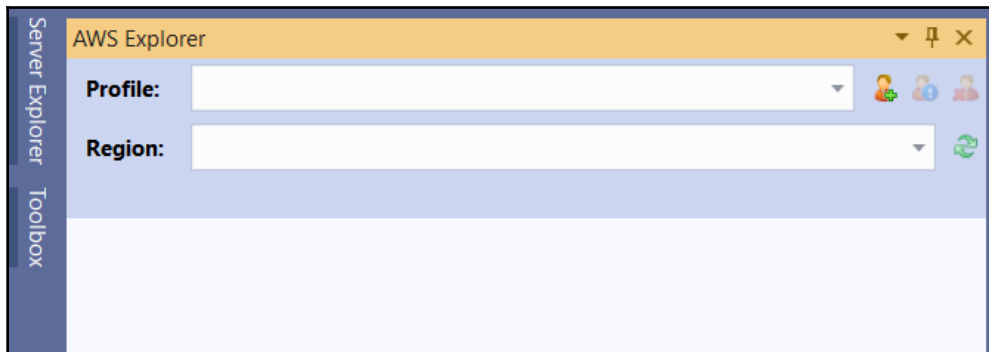 Server Explorer
Toolbox
AWS Explorer
Profile:
Region: